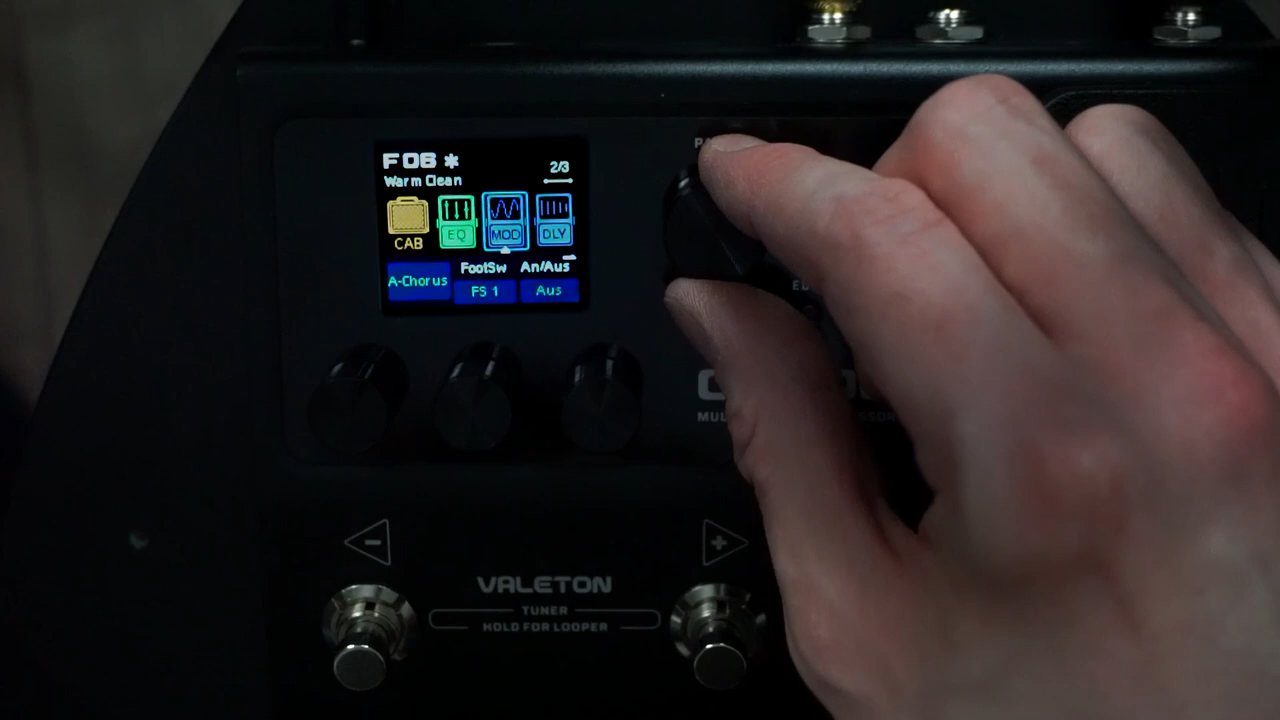 F 06 *
2/3
Warm Clean
EQ
MOD
DLY
CAB
FootSw
An/Aus
A-Chorus
FS 1
Aus
-
+
VALETON
TUNER
HOLD FOR LOOPER